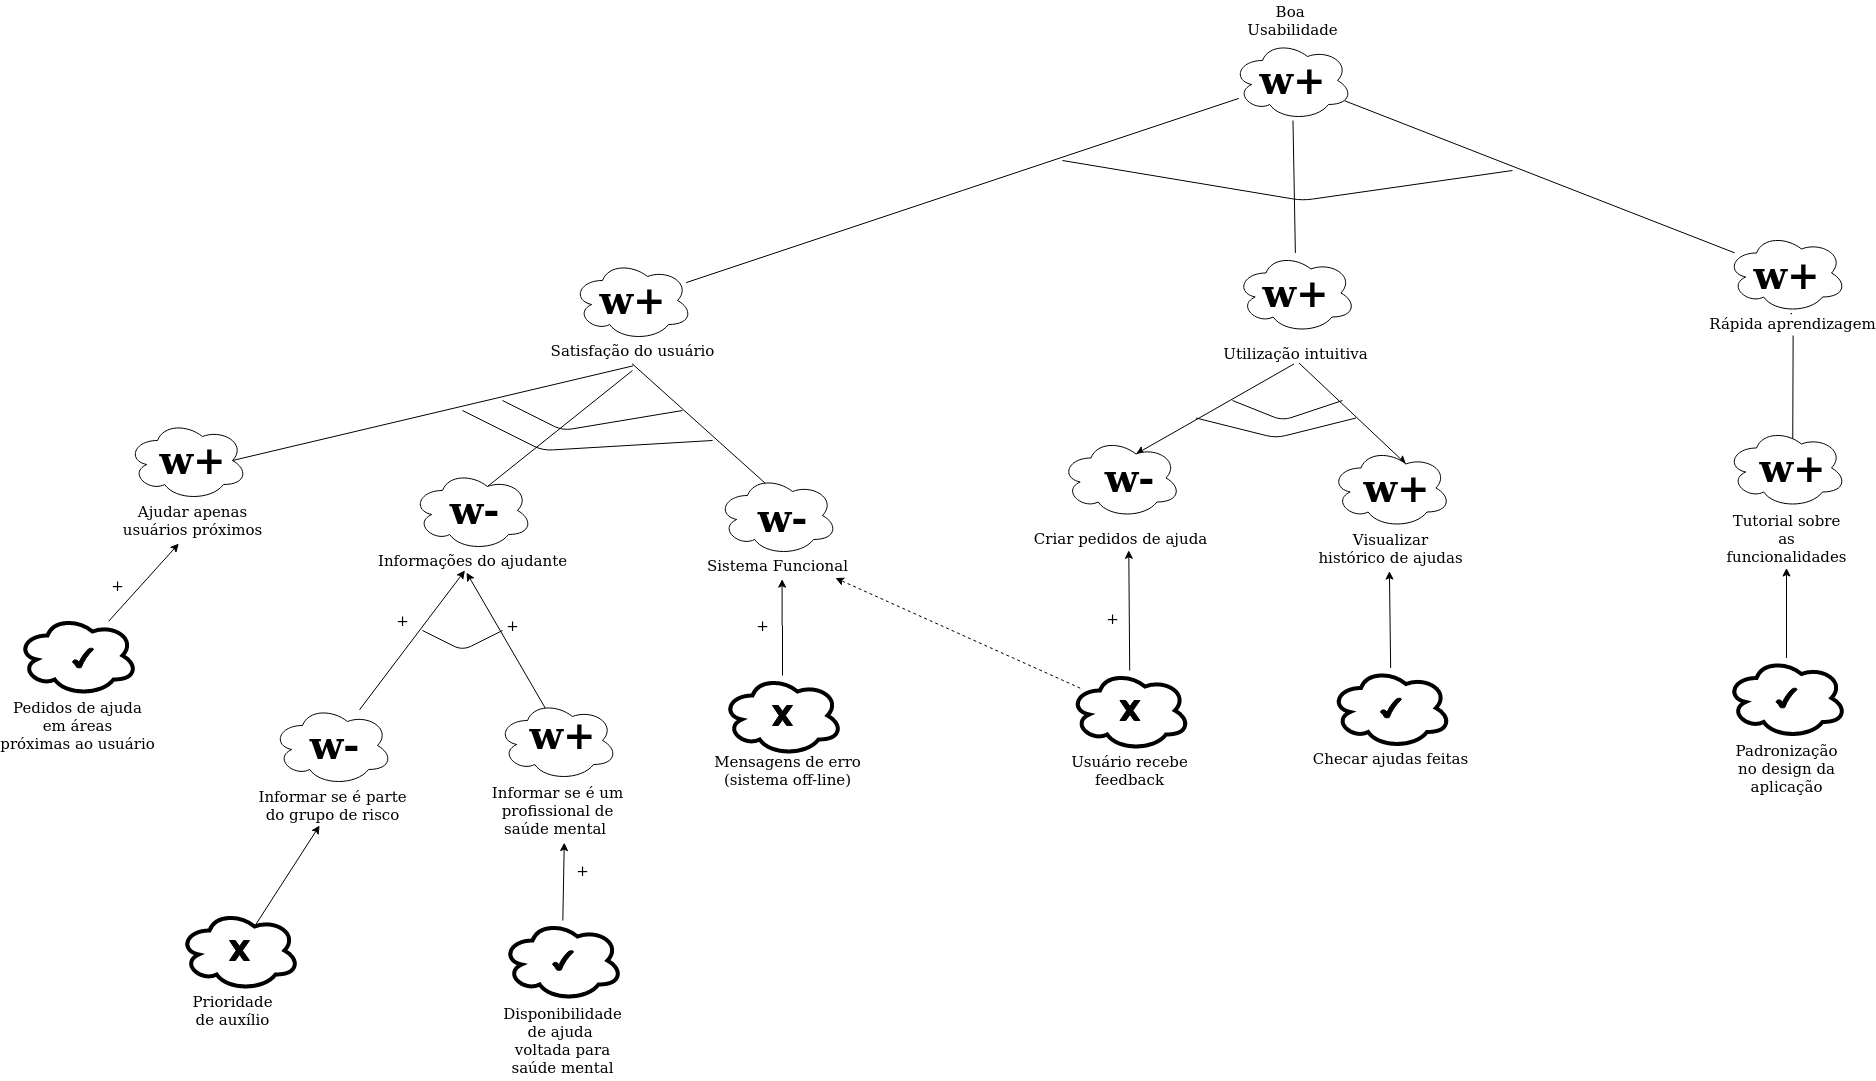 Boa
Usabilidade
w+
w+
w+
w+
Satisfação do usuário
Utilização intuitiva
Rápida aprendizagem
w+
w-
w-
w-
w+
w+
Ajudar apenas
usuários próximos
Informações do ajudante
Sistema Funcional
Criar pedidos de ajuda
Visualizar
histórico de ajudas
Tutorial sobre
as
funcionalidades
+
+
+
+
+
✓
Pedidos de ajuda
em áreas
próximas ao usuário
w-
Informar se é parte
do grupo de risco
w+
Informar se é um
profissional de
saúde mental
x
Mensagens de erro
(sistema off-line)
x
Usuário recebe
feedback
✓
Checar ajudas feitas
✓
Padronização
no design da
aplicação
+
x
Prioridade
de auxílio
✓
Disponibilidade
de ajuda
voltada para
saúde mental